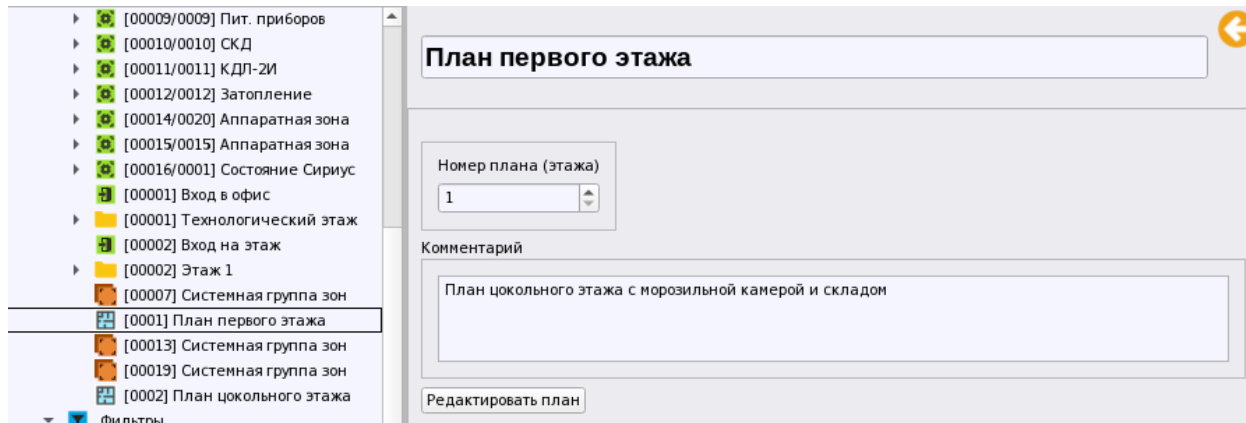 [00009/0009] Пит. приборов
[00010/0010] СКД
[00011/0011] КДЛ-2И
[00012/0012] Затопление
[00014/0020] Аппаратная зона
[00015/0015] Аппаратная зона
[00016/0001] Состояние Сириус
[00001] Вход в офис
[00001] Технологический этаж
[00002] Вход на этаж
[00002] Этаж 1
[00007] Системная группа зон
[0001] План первого этажа
[00013] Системная группа зон
[00019] Системная группа зон
[0002] План цокольного этажа
Фильтры
План первого этажа
Номер плана (этажа)
1
Комментарий
План цокольного этажа с морозильной камерой и складом
Редактировать план